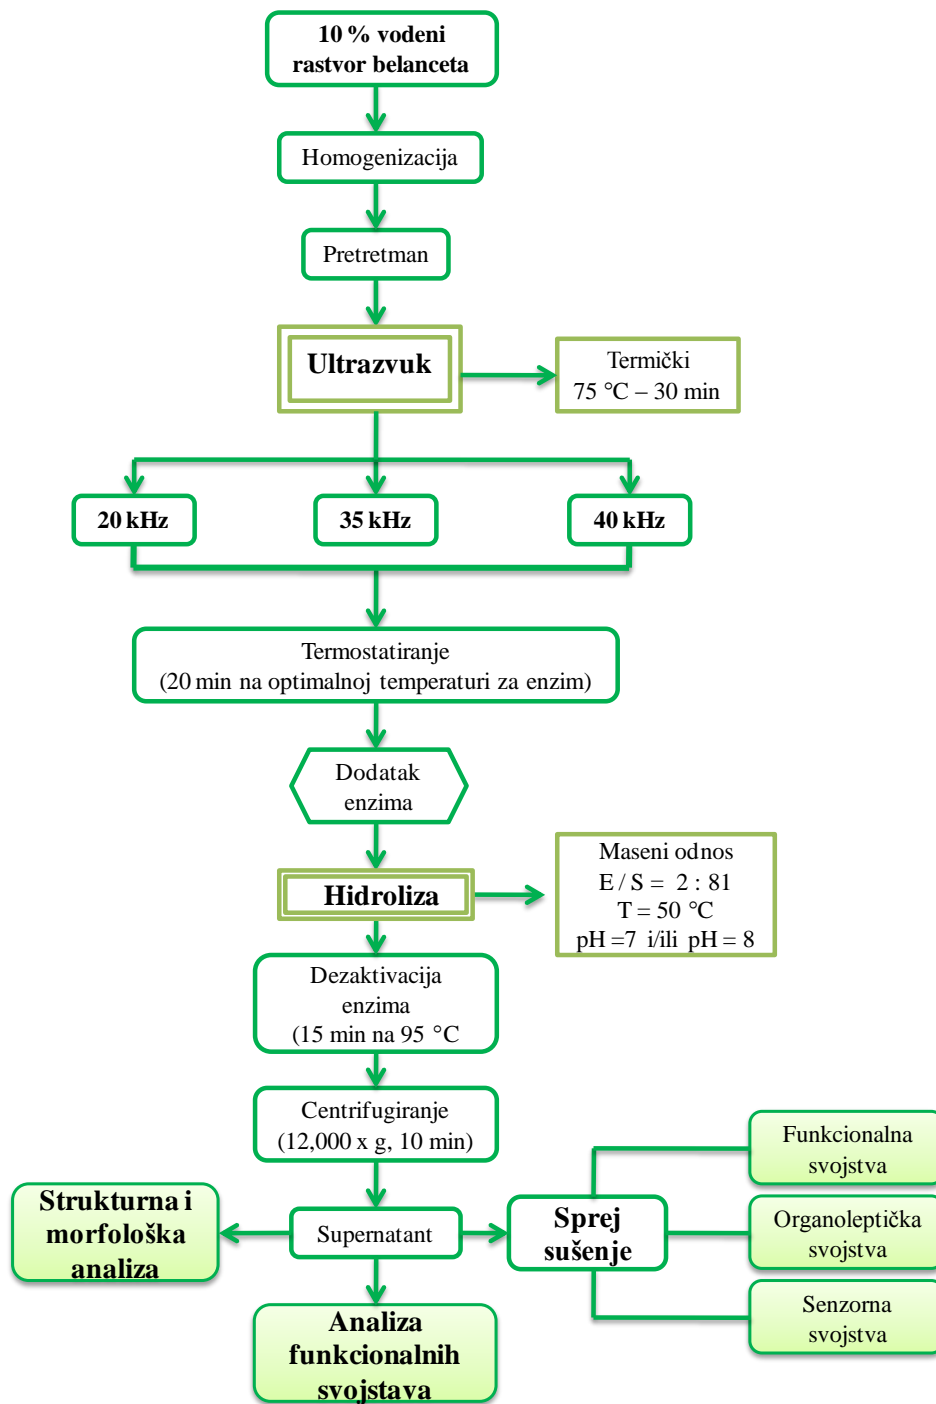 10 % vodeni
rastvor belanceta
Homogenizacija
Pretretman
Ultrazvuk
Termički
75 °C – 30 min
20 kHz
35 kHz
40 kHz
Termostatiranje
(20 min na optimalnoj temperaturi za enzim)
Dodatak
enzima
Hidroliza
Maseni odnos
E / S = 2 : 81
T = 50 °C
pH =7 i/ili pH = 8
Dezaktivacija
enzima
(15 min na 95 °C
Centrifugiranje
(12,000 x g, 10 min)
Supernatant
Strukturna i
morfološka
analiza
Analiza
funkcionalnih
svojstava
Sprej
sušenje
Funkcionalna
svojstva
Organoleptička
svojstva
Senzorna
svojstva